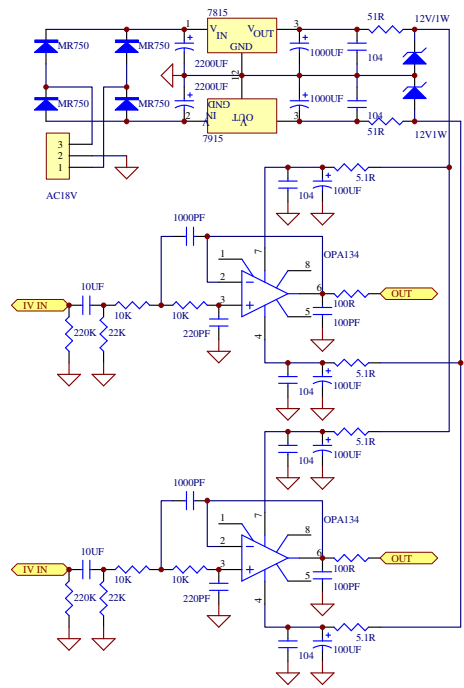 7815
51R
12V/1W
1
VIN
VOUT
3
GND
MR750
MR750
2200UF
1000UF
104
2200UF
1000UF
12
MR750
MR750
104
GND
2
VIN
VOUT
3
51R
7915
12V1W
3
2
1
AC18V
5.1R
104
100UF
1000PF
7
OPA134
1
8
2
10UF
6
IV IN
3
OUT
10K
10K
100R
5
220K
22K
220PF
100PF
4
5.1R
104
100UF
5.1R
104
100UF
1000PF
7
OPA134
1
8
2
10UF
6
IV IN
3
OUT
10K
10K
100R
5
220K
22K
220PF
100PF
4
5.1R
104
100UF